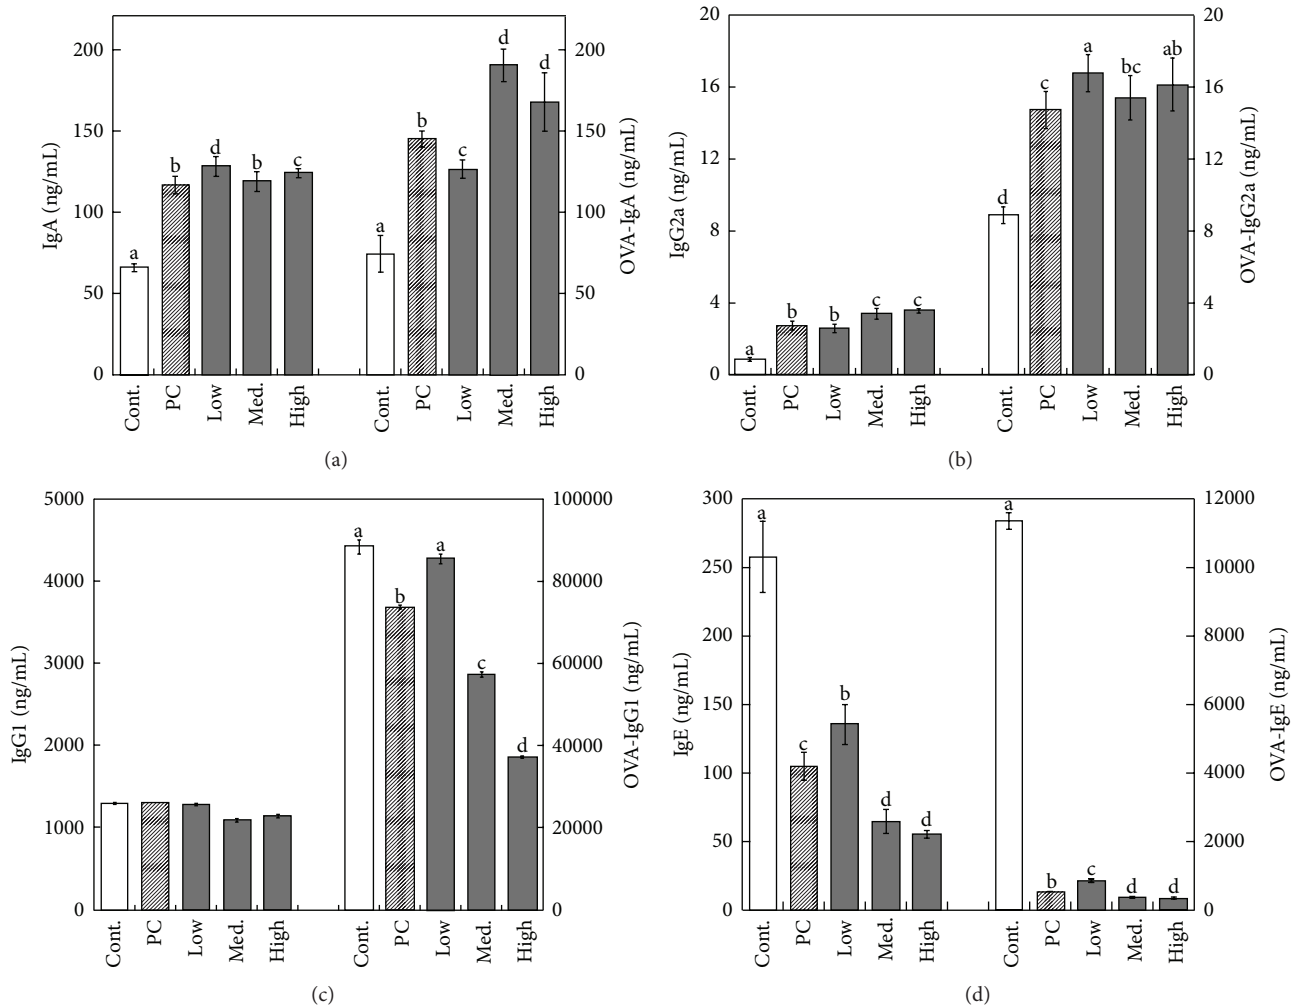 IgA (ng/mL)
200
150
100
50
0
a
b
d
b
c
a
b
c
d
d
200
150
100
50
0
OVA-IgA (ng/mL)
Cont.
PC
Low
Med.
High
Cont.
PC
Low
Med.
High
(a)
IgG2a (ng/mL)
20
16
12
8
4
0
a
b
b
c
c
d
c
a
bc
ab
20
16
12
8
4
0
OVA-IgG2a (ng/mL)
Cont.
PC
Low
Med.
High
Cont.
PC
Low
Med.
High
(b)
IgG1 (ng/mL)
5000
4000
3000
2000
1000
0
a
b
a
c
d
100000
80000
60000
40000
20000
0
OVA-IgG1 (ng/mL)
Cont.
PC
Low
Med.
High
Cont.
PC
Low
Med.
High
(c)
IgE (ng/mL)
300
250
200
150
100
50
0
a
c
b
d
d
a
b
c
d
d
12000
10000
8000
6000
4000
2000
0
OVA-IgE (ng/mL)
Cont.
PC
Low
Med.
High
Cont.
PC
Low
Med.
High
(d)